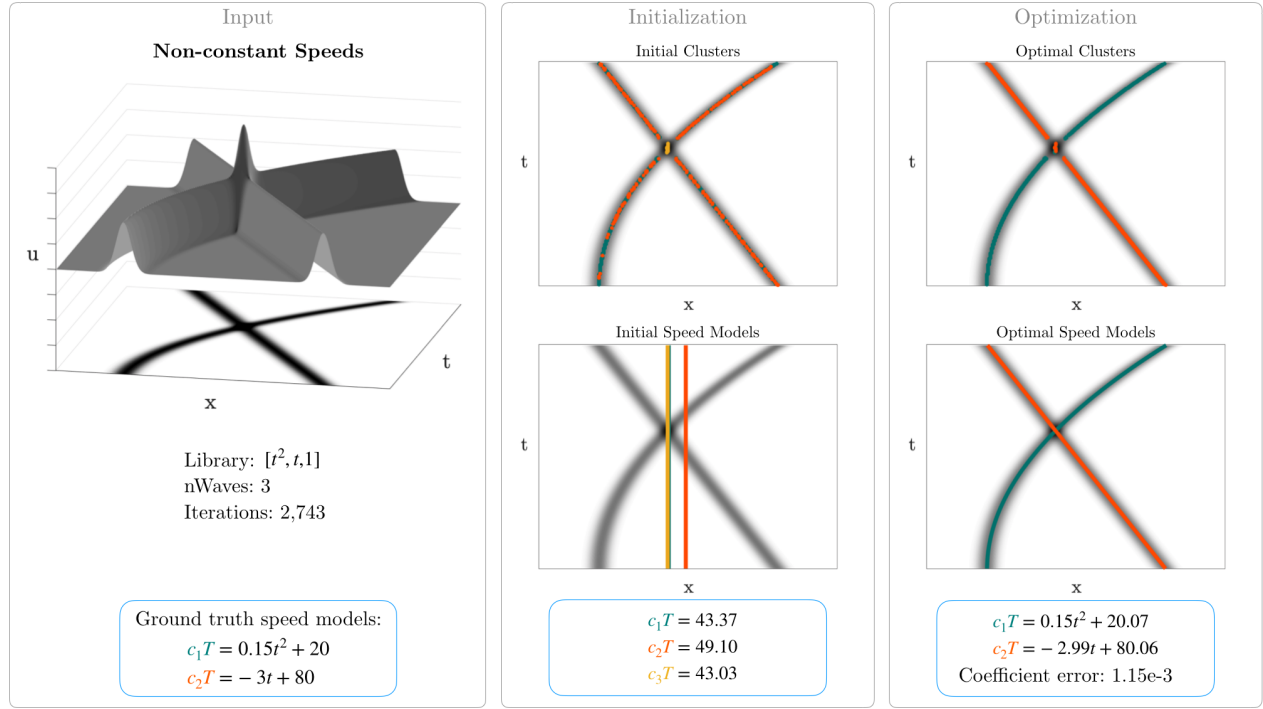 Input
Non-constant Speeds
u
t
x
Library: [t², t,1]
nWaves: 3
Iterations: 2,743
Ground truth speed models:
c₁T = 0.15t² + 20
c₂T = − 3t + 80
Initialization
Initial Clusters
t
x
Initial Speed Models
t
x
c₁T = 43.37
c₂T = 49.10
c₃T = 43.03
Optimization
Optimal Clusters
t
x
Optimal Speed Models
t
x
c₁T = 0.15t² + 20.07
c₂T = − 2.99t + 80.06
Coefficient error: 1.15e-3